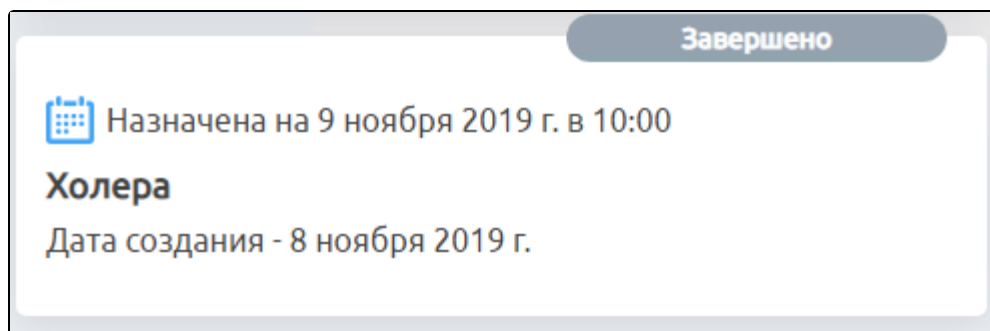 Завершено
Назначена на 9 ноября 2019 г. в 10:00
Холера
Дата создания - 8 ноября 2019 г.